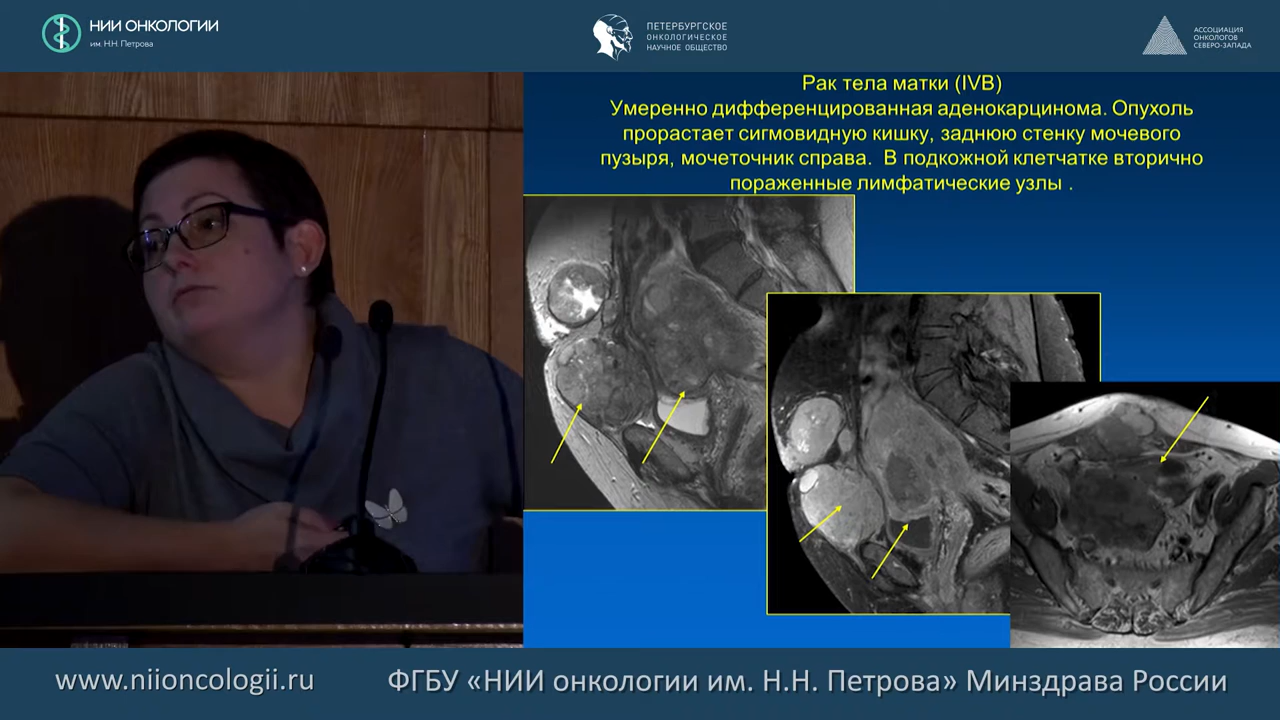 НИИ ОНКОЛОГИИ
им. Н.Н. Петрова
ПЕТЕРБУРГСКОЕ
ОНКОЛОГИЧЕСКОЕ
НАУЧНОЕ ОБЩЕСТВО
АССОЦИАЦИЯ
ОНКОЛОГОВ
СЕВЕРО-ЗАПАДА
Рак тела матки (IVB)
Умеренно дифференцированная аденокарцинома. Опухоль
прорастает сигмовидную кишку, заднюю стенку мочевого
пузыря, мочеточник справа. В подкожной клетчатке вторично
пораженные лимфатические узлы .
www.niioncologii.ru
ФГБУ «НИИ онкологии им. Н.Н. Петрова» Минздрава России